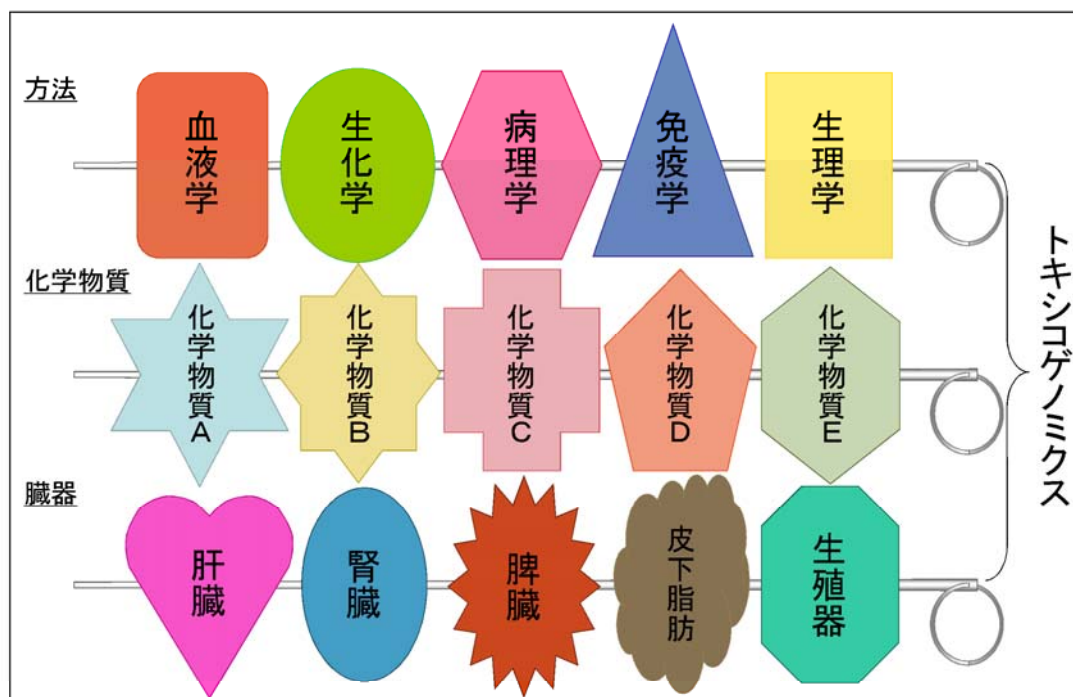 方法
血液学
生化学
病理学
免疫学
生理学
化学物質
化学物質A
化学物質B
化学物質C
化学物質D
化学物質E
臓器
肝臓
腎臓
脾臓
皮下脂肪
生殖器
トキシコゲノミクス